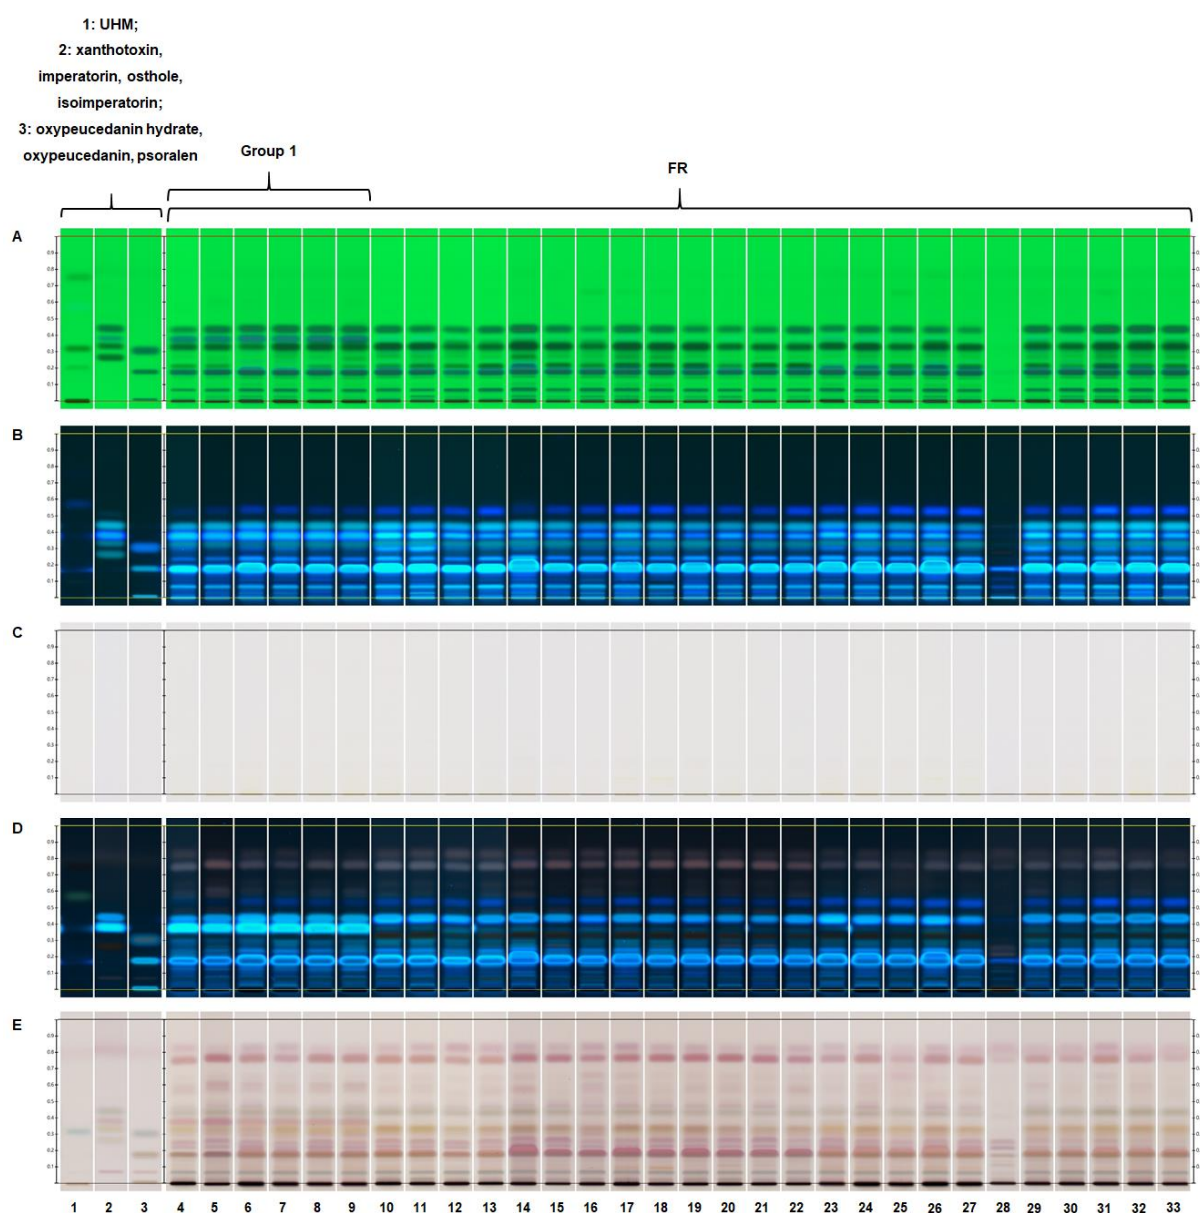 1: UHM;
2: xanthotoxin,
imperatorin, osthole,
isoimperatorin;
3: oxypeucedanin hydrate,
oxypeucedanin, psoralen
Group 1
FR
A
B
C
D
E
1 2 3 4 5 6 7 8 9 10 11 12 13 14 15 16 17 18 19 20 21 22 23 24 25 26 27 28 29 30 31 32 33